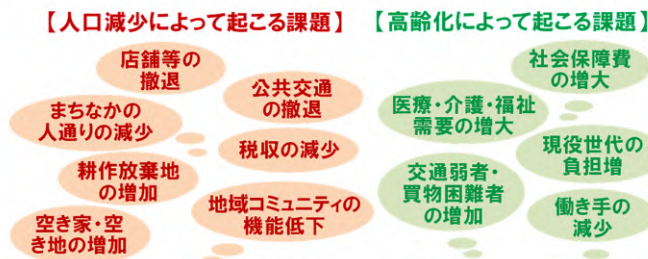 【人口減少によって起こる課題】
店舗等の
撤退
公共交通
の撤退
まちなかの
人通りの減少
税収の減少
耕作放棄地
の増加
地域コミュニティの
機能低下
空き家・空
き地の増加
【高齢化によって起こる課題】
社会保障費
の増大
医療・介護・福祉
需要の増大
現役世代の
負担増
交通弱者・
買物困難者
の増加
働き手の
減少